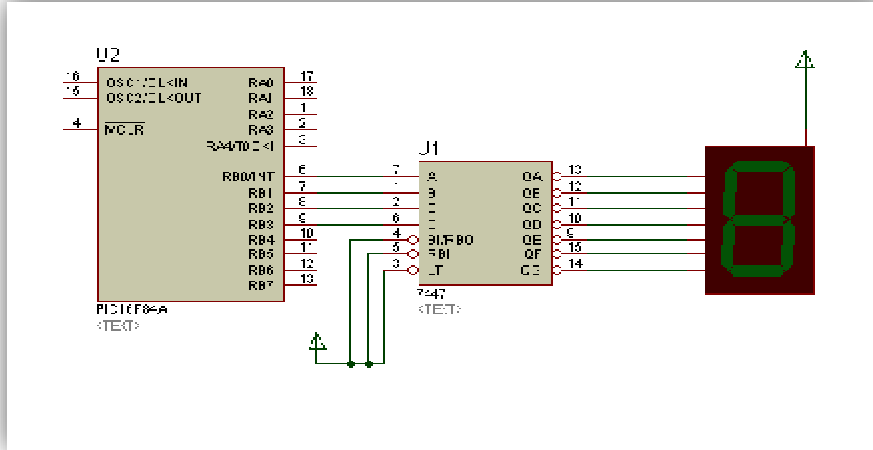 U2
16 OSC1/CLKIN RA0 17
15 OSC2/CLKOUT RA1 18
RA2 1
4 MCLR RA3 2
RA4/T0CKI 3
RB0/INT 6
RB1 7
RB2 8
RB3 9
RB4 10
RB5 11
RB6 12
RB7 13
PIC16F84A
<TEXT>
U1
7 A QA 13
1 B QB 12
2 C QC 11
6 D QD 10
4 BI/RBO QE 9
5 RBI QF 15
3 LT QG 14
7447
<TEXT>